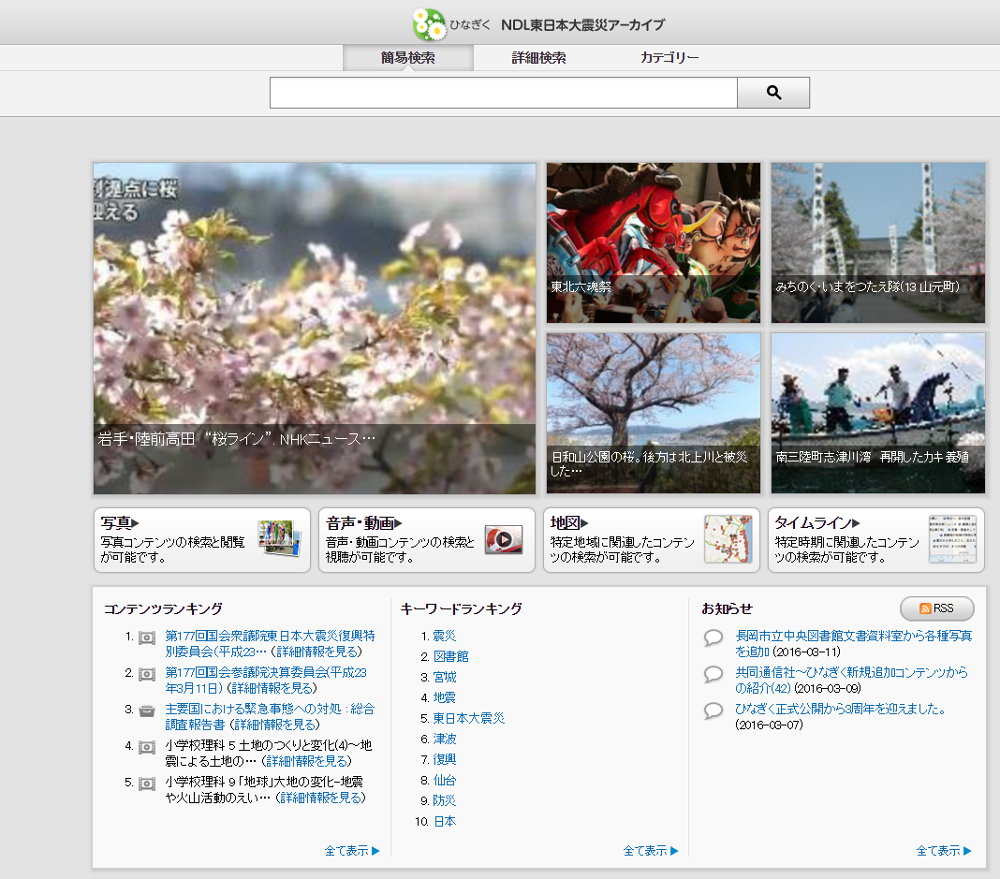 ひなぎく NDL東日本大震災アーカイブ
簡易検索 詳細検索 カテゴリー
到達点に桜
迎える
岩手・陸前高田 “桜ライン”. NHKニュース…
東北六魂祭
みちのく・いまをつたえ隊(13 山元町)
日和山公園の桜。後方は北上川と被災
した…
南三陸町志津川湾 再開したカキ養殖
写真▶
写真コンテンツの検索と閲覧
が可能です。
音声・動画▶
音声・動画コンテンツの検索と
視聴が可能です。
地図▶
特定地域に関連したコンテン
ツの検索が可能です。
タイムライン▶
特定時期に関連したコンテン
ツの検索が可能です。
コンテンツランキング
1. 第177回国会衆議院東日本大震災復興特
別委員会(平成23… (詳細情報を見る)
2. 第177回国会参議院決算委員会(平成23
年3月11日) (詳細情報を見る)
3. 主要国における緊急事態への対処 : 総合
調査報告書 (詳細情報を見る)
4. 小学校理科 5 土地のつくりと変化(4)～地
震による土地の… (詳細情報を見る)
5. 小学校理科 9 「地球」大地の変化-地震
や火山活動のえい… (詳細情報を見る)
全て表示 ▶
キーワードランキング
1. 震災
2. 図書館
3. 宮城
4. 地震
5. 東日本大震災
6. 津波
7. 復興
8. 仙台
9. 防災
10. 日本
全て表示 ▶
お知らせ
RSS
長岡市立中央図書館文書資料室から各種写真
を追加 (2016-03-11)
共同通信社～ひなぎく新規追加コンテンツから
の紹介(42) (2016-03-09)
ひなぎく正式公開から3周年を迎えました。
(2016-03-07)
全て表示 ▶